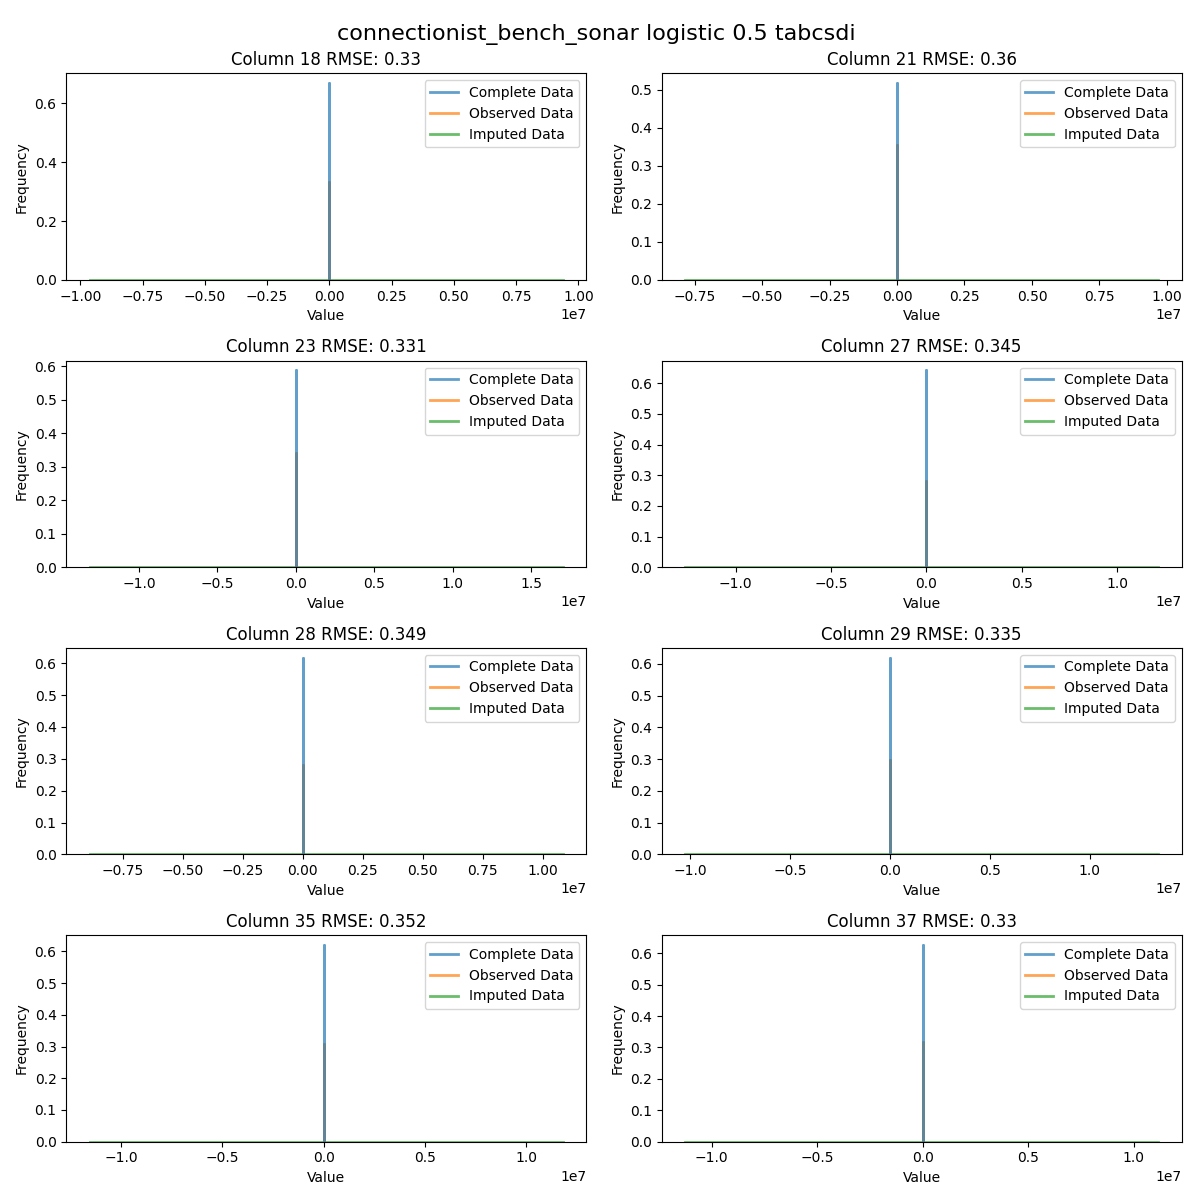 connectionist_bench_sonar logistic 0.5 tabcsdi
Column 18 RMSE: 0.33
Frequency
0.6
0.4
0.2
0.0
Complete Data
Observed Data
Imputed Data
−1.00 −0.75 −0.50 −0.25 0.00 0.25 0.50 0.75 1.00
1e7
Value
Column 21 RMSE: 0.36
Frequency
0.5
0.4
0.3
0.2
0.1
0.0
Complete Data
Observed Data
Imputed Data
−0.75 −0.50 −0.25 0.00 0.25 0.50 0.75 1.00
1e7
Value
Column 23 RMSE: 0.331
Frequency
0.6
0.5
0.4
0.3
0.2
0.1
0.0
Complete Data
Observed Data
Imputed Data
−1.0 −0.5 0.0 0.5 1.0 1.5
1e7
Value
Column 27 RMSE: 0.345
Frequency
0.6
0.5
0.4
0.3
0.2
0.1
0.0
Complete Data
Observed Data
Imputed Data
−1.0 −0.5 0.0 0.5 1.0
1e7
Value
Column 28 RMSE: 0.349
Frequency
0.6
0.5
0.4
0.3
0.2
0.1
0.0
Complete Data
Observed Data
Imputed Data
−0.75 −0.50 −0.25 0.00 0.25 0.50 0.75 1.00
1e7
Value
Column 29 RMSE: 0.335
Frequency
0.6
0.5
0.4
0.3
0.2
0.1
0.0
Complete Data
Observed Data
Imputed Data
−1.0 −0.5 0.0 0.5 1.0
1e7
Value
Column 35 RMSE: 0.352
Frequency
0.6
0.5
0.4
0.3
0.2
0.1
0.0
Complete Data
Observed Data
Imputed Data
−1.0 −0.5 0.0 0.5 1.0
1e7
Value
Column 37 RMSE: 0.33
Frequency
0.6
0.5
0.4
0.3
0.2
0.1
0.0
Complete Data
Observed Data
Imputed Data
−1.0 −0.5 0.0 0.5 1.0
1e7
Value